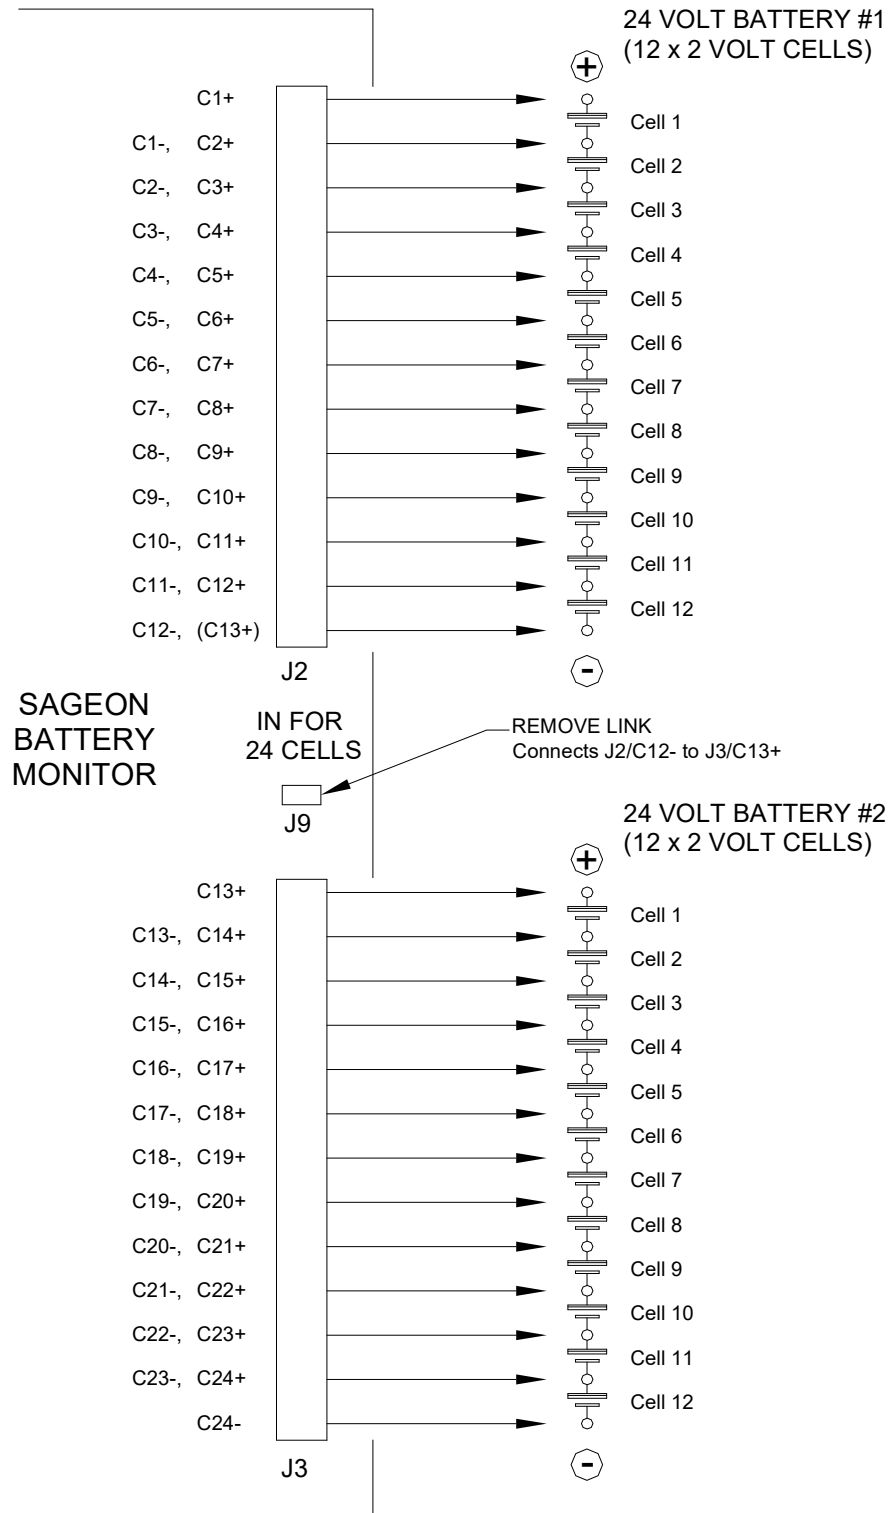 24 VOLT BATTERY #1
(12 x 2 VOLT CELLS)
+
C1+
Cell 1
C1-, C2+
Cell 2
C2-, C3+
Cell 3
C3-, C4+
Cell 4
C4-, C5+
Cell 5
C5-, C6+
Cell 6
C6-, C7+
Cell 7
C7-, C8+
Cell 8
C8-, C9+
Cell 9
C9-, C10+
Cell 10
C10-, C11+
Cell 11
C11-, C12+
Cell 12
C12-, (C13+)
J2
-
SAGEON
BATTERY
MONITOR
IN FOR
24 CELLS
REMOVE LINK
Connects J2/C12- to J3/C13+
J9
24 VOLT BATTERY #2
(12 x 2 VOLT CELLS)
+
C13+
Cell 1
C13-, C14+
Cell 2
C14-, C15+
Cell 3
C15-, C16+
Cell 4
C16-, C17+
Cell 5
C17-, C18+
Cell 6
C18-, C19+
Cell 7
C19-, C20+
Cell 8
C20-, C21+
Cell 9
C21-, C22+
Cell 10
C22-, C23+
Cell 11
C23-, C24+
Cell 12
C24-
J3
-